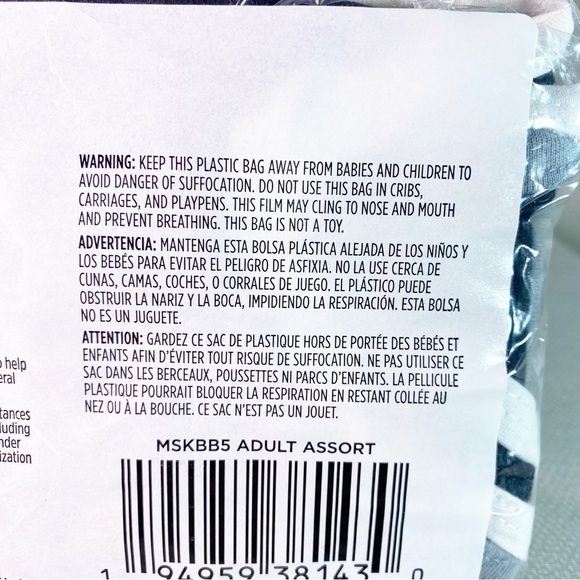 WARNING: KEEP THIS PLASTIC BAG AWAY FROM BABIES AND CHILDREN TO
AVOID DANGER OF SUFFOCATION. DO NOT USE THIS BAG IN CRIBS,
CARRIAGES, AND PLAYPENS. THIS FILM MAY CLING TO NOSE AND MOUTH
AND PREVENT BREATHING. THIS BAG IS NOT A TOY.
ADVERTENCIA: MANTENGA ESTA BOLSA PLÁSTICA ALEJADA DE LOS NIÑOS Y
LOS BEBÉS PARA EVITAR EL PELIGRO DE ASFIXIA. NO LA USE CERCA DE
CUNAS, CAMAS, COCHES, O CORRALES DE JUEGO. EL PLÁSTICO PUEDE
OBSTRUIR LA NARIZ Y LA BOCA, IMPIDIENDO LA RESPIRACIÓN. ESTA BOLSA
NO ES UN JUGUETE.
ATTENTION: GARDEZ CE SAC DE PLASTIQUE HORS DE PORTÉE DES BÉBÉS ET
ENFANTS AFIN D'ÉVITER TOUT RISQUE DE SUFFOCATION. NE PAS UTILISER CE
SAC DANS LES BERCEAUX, POUSSETTES NI PARCS D'ENFANTS. LA PELLICULE
PLASTIQUE POURRAIT BLOQUER LA RESPIRATION EN RESTANT COLLÉE AU
NEZ OU À LA BOUCHE. CE SAC N'EST PAS UN JOUET.
help
MSKBB5 ADULT ASSORT
1 94959 38143 0